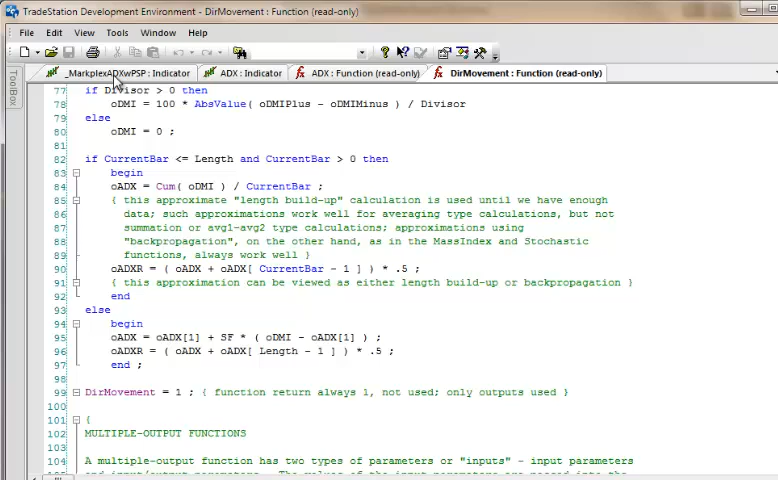 TradeStation Development Environment - DirMovement : Function (read-only)
File Edit View Tools Window Help
_MarkplexADXwPSP : Indicator ADX : Indicator ADX : Function (read-only) DirMovement : Function (read-only)
ToolBox
77 if Divisor > 0 then
78 oDMI = 100 * AbsValue( oDMIPlus - oDMIMinus ) / Divisor
79 else
80 oDMI = 0 ;
81
82 if CurrentBar <= Length and CurrentBar > 0 then
83 begin
84 oADX = Cum( oDMI ) / CurrentBar ;
85 { this approximate "length build-up" calculation is used until we have enough
86 data; such approximations work well for averaging type calculations, but not
87 summation or avg1-avg2 type calculations; approximations using
88 "backpropagation", on the other hand, as in the MassIndex and Stochastic
89 functions, always work well }
90 oADXR = ( oADX + oADX[ CurrentBar - 1 ] ) * .5 ;
91 { this approximation can be viewed as either length build-up or backpropagation }
92 end
93 else
94 begin
95 oADX = oADX[1] + SF * ( oDMI - oADX[1] ) ;
96 oADXR = ( oADX + oADX[ Length - 1 ] ) * .5 ;
97 end ;
98
99 DirMovement = 1 ; { function return always 1, not used; only outputs used }
100
101 {
102 MULTIPLE-OUTPUT FUNCTIONS
103
104 A multiple-output function has two types of parameters or "inputs" - input parameters